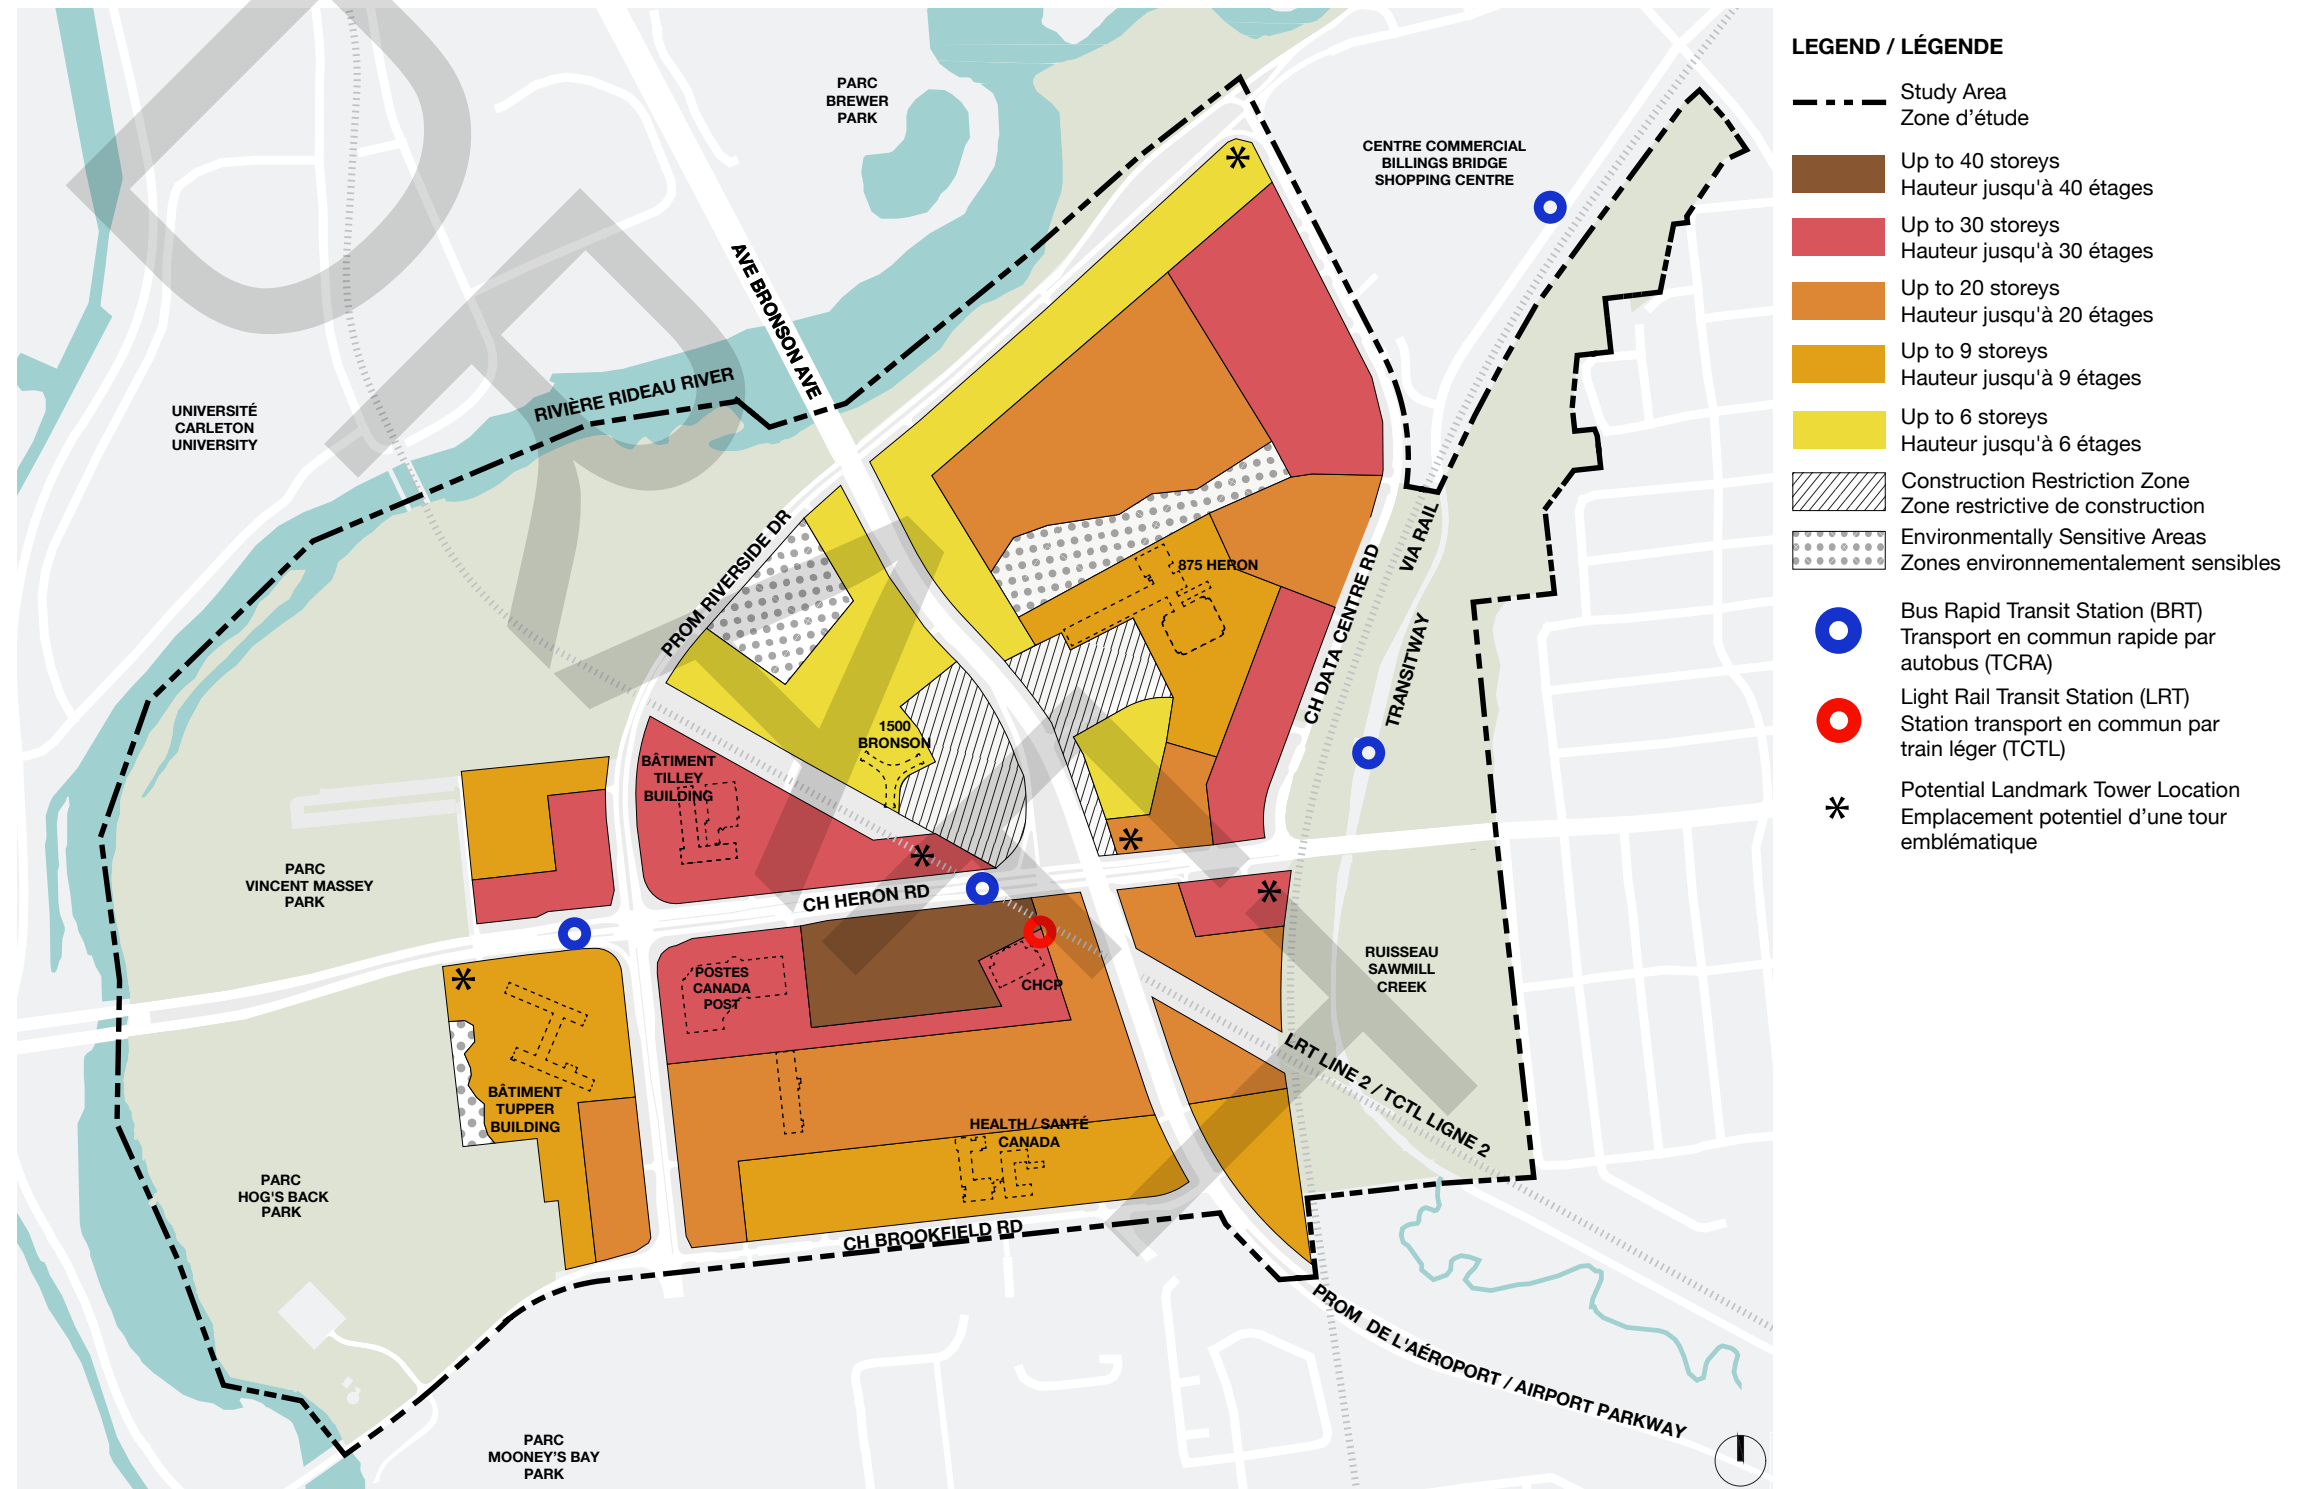 PARC
BREWER
PARK
CENTRE COMMERCIAL
BILLINGS BRIDGE
SHOPPING CENTRE
AVE BRONSON AVE
RIVIÈRE RIDEAU RIVER
UNIVERSITÉ
CARLETON
UNIVERSITY
PROM RIVERSIDE DR
875 HERON
VIA RAIL
CH DATA CENTRE RD
TRANSITWAY
1500
BRONSON
BÂTIMENT
TILLEY
BUILDING
PARC
VINCENT MASSEY
PARK
CH HERON RD
POSTES
CANADA
POST
CHCP
RUISSEAU
SAWMILL
CREEK
LRT LINE 2 / TCTL LIGNE 2
BÂTIMENT
TUPPER
BUILDING
HEALTH / SANTÉ
CANADA
PARC
HOG'S BACK
PARK
CH BROOKFIELD RD
PROM DE L'AÉROPORT / AIRPORT PARKWAY
PARC
MOONEY'S BAY
PARK
DRAFT
LEGEND / LÉGENDE
Study Area
Zone d'étude
Up to 40 storeys
Hauteur jusqu'à 40 étages
Up to 30 storeys
Hauteur jusqu'à 30 étages
Up to 20 storeys
Hauteur jusqu'à 20 étages
Up to 9 storeys
Hauteur jusqu'à 9 étages
Up to 6 storeys
Hauteur jusqu'à 6 étages
Construction Restriction Zone
Zone restrictive de construction
Environmentally Sensitive Areas
Zones environnementalement sensibles
Bus Rapid Transit Station (BRT)
Transport en commun rapide par
autobus (TCRA)
Light Rail Transit Station (LRT)
Station transport en commun par
train léger (TCTL)
Potential Landmark Tower Location
Emplacement potentiel d'une tour
emblématique